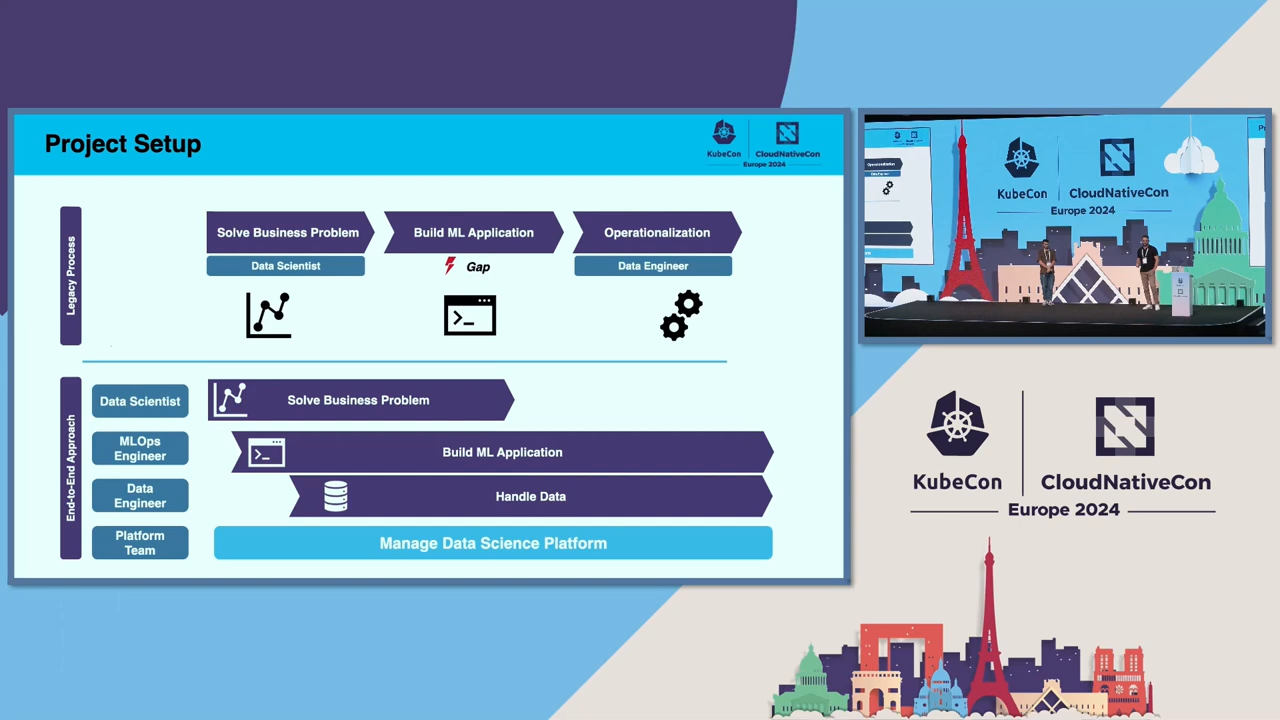 Project Setup
KubeCon
CloudNativeCon
Europe 2024
Legacy Process
Solve Business Problem
Build ML Application
Operationalization
Data Scientist
Gap
Data Engineer
End-to-End Approach
Data Scientist
Solve Business Problem
MLOps
Engineer
Build ML Application
Data
Engineer
Handle Data
Platform
Team
Manage Data Science Platform
Operationalization
KubeCon
CloudNativeCon
Europe 2024
KubeCon
CloudNativeCon
Europe 2024